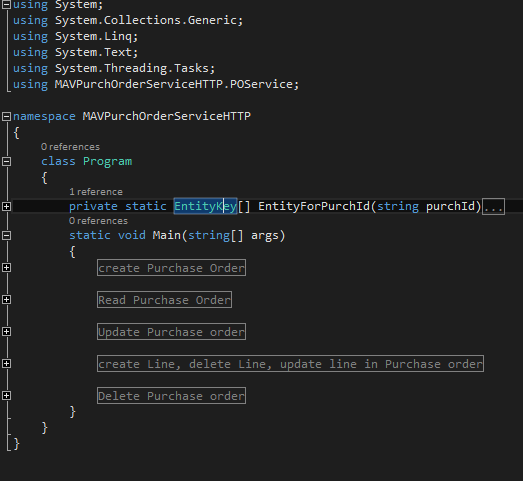 using System;
using System.Collections.Generic;
using System.Linq;
using System.Text;
using System.Threading.Tasks;
using MAVPurchOrderServiceHTTP.POService;
namespace MAVPurchOrderServiceHTTP
{
0 references
class Program
{
1 reference
private static EntityKey[] EntityForPurchId(string purchId)...
0 references
static void Main(string[] args)
{
create Purchase Order
Read Purchase Order
Update Purchase order
create Line, delete Line, update line in Purchase order
Delete Purchase order
}
}
}